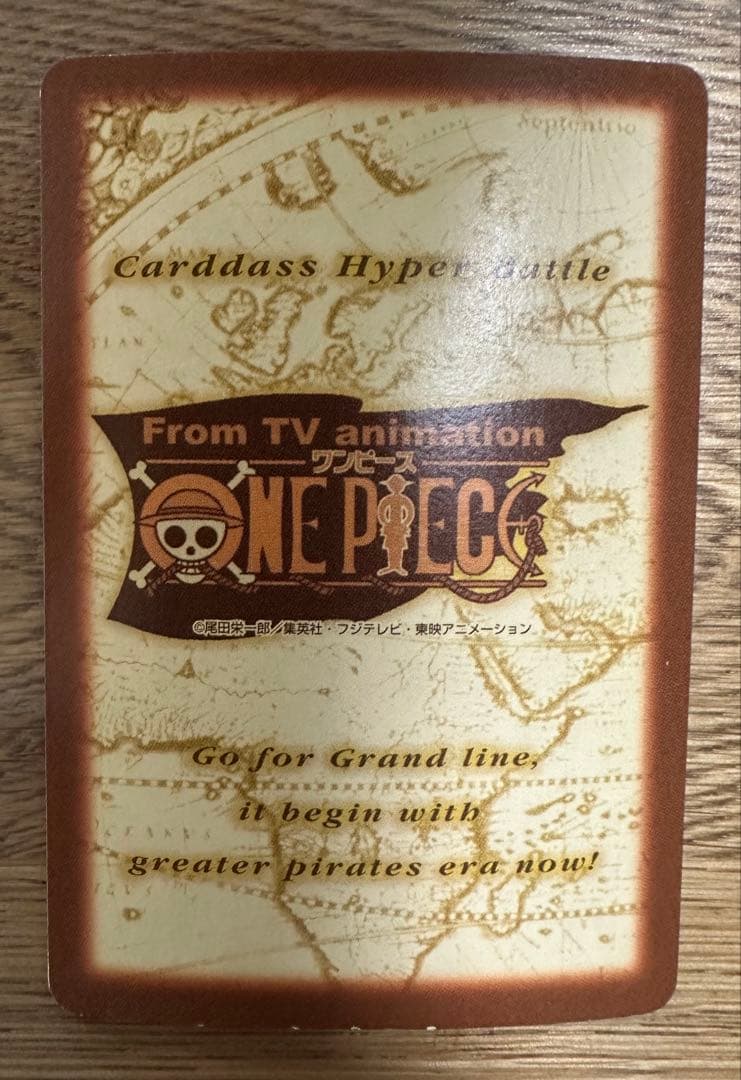 Septentrio
Carddass Hyper Battle
From TV animation
ワンピース
ONE PIECE
©尾田栄一郎／集英社・フジテレビ・東映アニメーション
Go for Grand line,
it begin with
greater pirates era now!